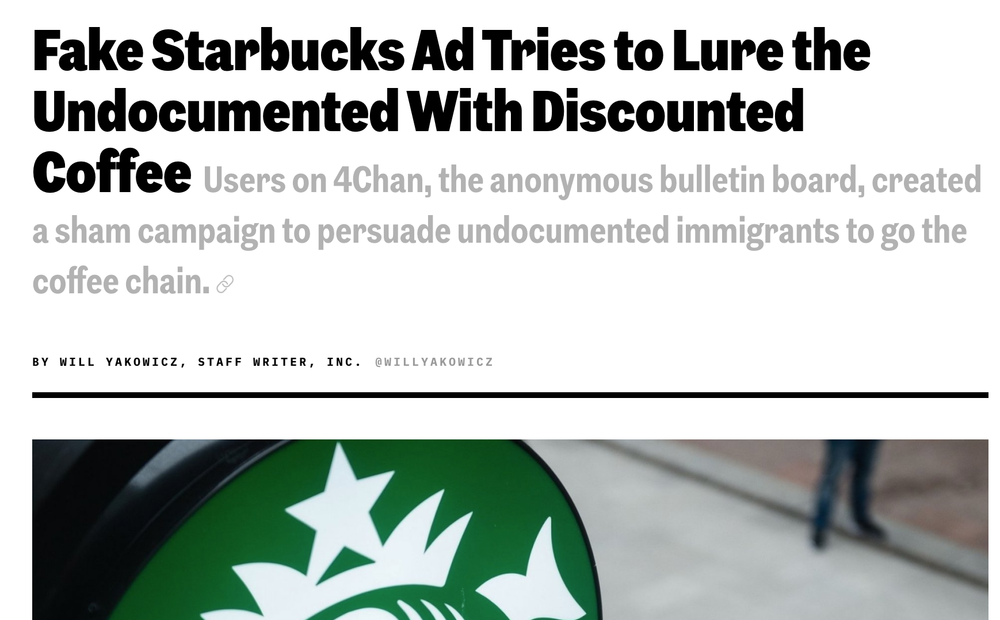 Fake Starbucks Ad Tries to Lure the
Undocumented With Discounted
Coffee Users on 4Chan, the anonymous bulletin board, created
a sham campaign to persuade undocumented immigrants to go the
coffee chain.
BY WILL YAKOWICZ, STAFF WRITER, INC. @WILLYAKOWICZ